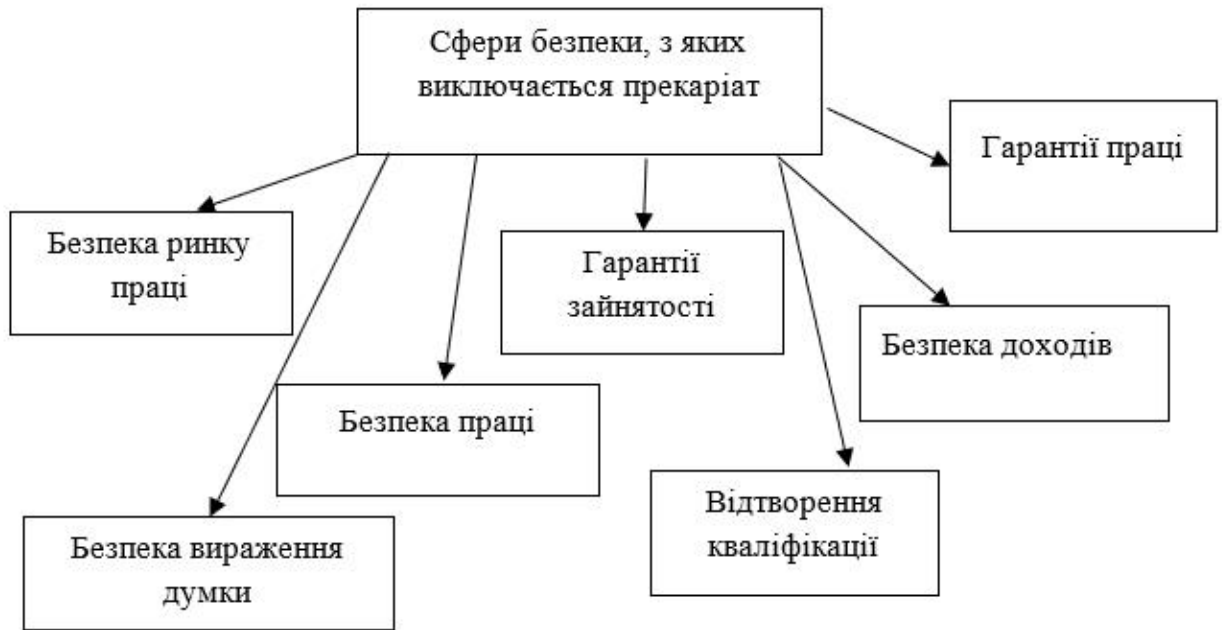 Сфери безпеки, з яких
виключається прекаріат
Гарантії праці
Безпека ринку
праці
Гарантії
зайнятості
Безпека доходів
Безпека праці
Відтворення
кваліфікації
Безпека вираження
думки